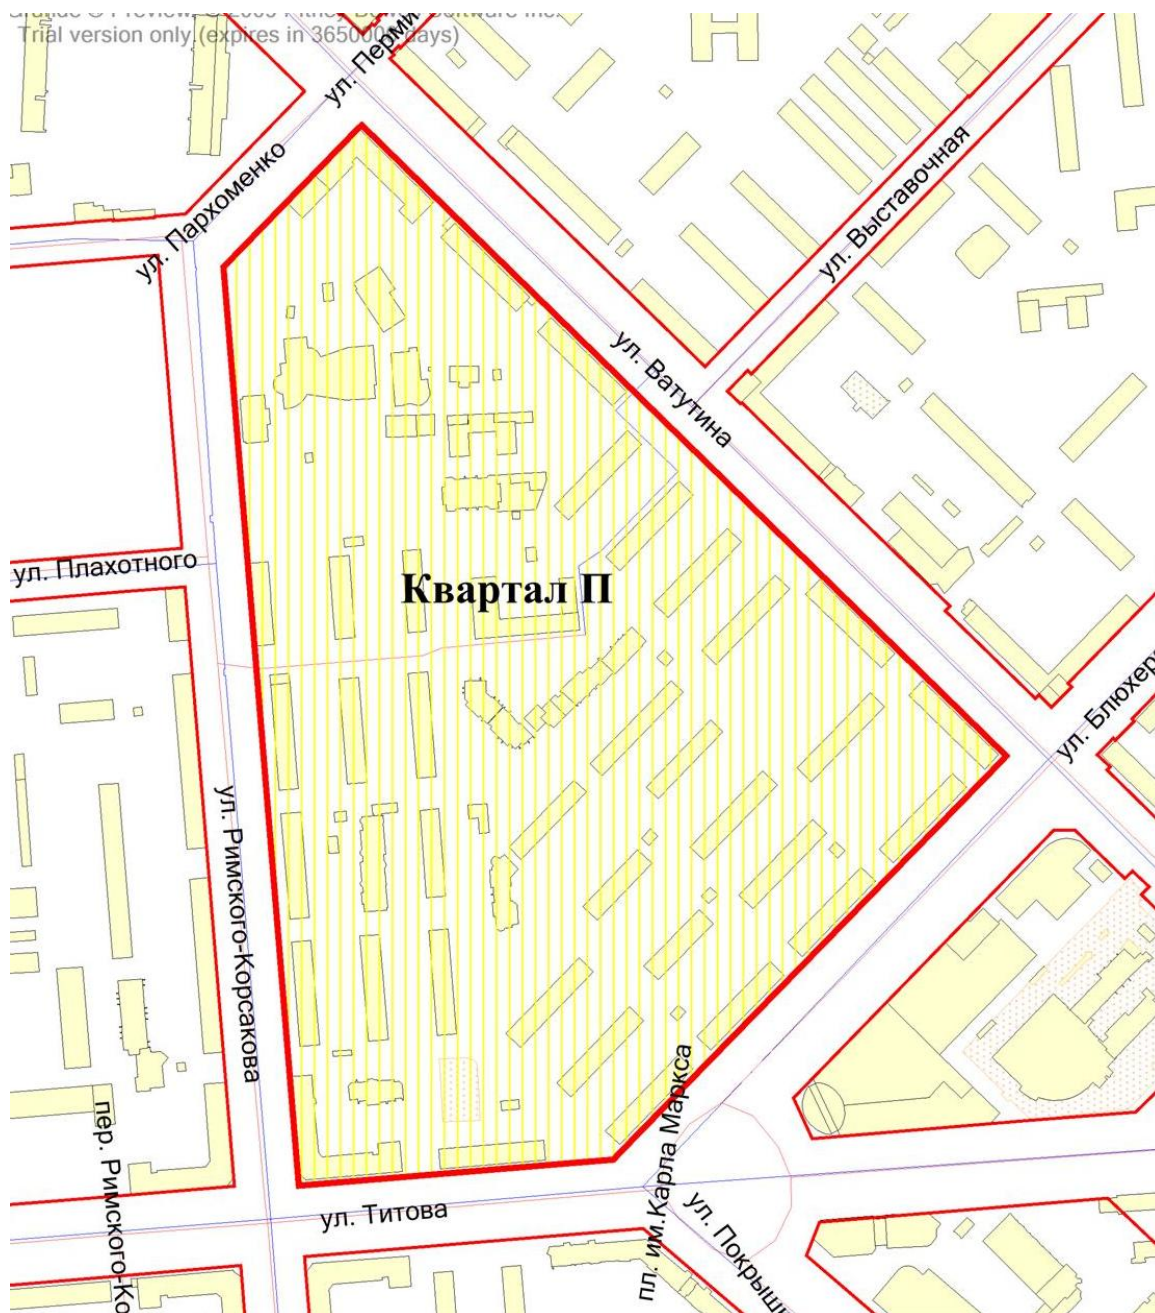 Trial version only.(expires in 3650000 days)
ул. Перми
ул. Пархоменко
ул. Выставочная
ул. Ватутина
ул. Плахотного
Квартал П
ул. Блюхер
ул. Римского-Корсакова
пл. им.Карла Маркса
пер. Римского-Ко
ул. Титова
ул. Покрыш